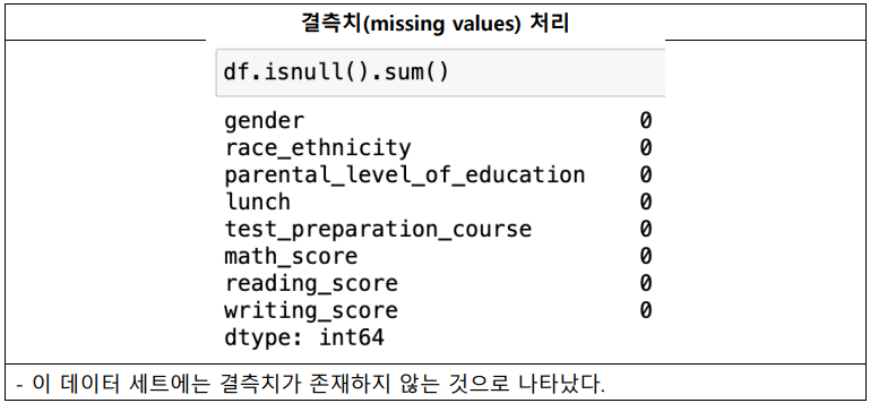 결측치(missing values) 처리
df.isnull().sum()
gender 0
race_ethnicity 0
parental_level_of_education 0
lunch 0
test_preparation_course 0
math_score 0
reading_score 0
writing_score 0
dtype: int64
- 이 데이터 세트에는 결측치가 존재하지 않는 것으로 나타났다.